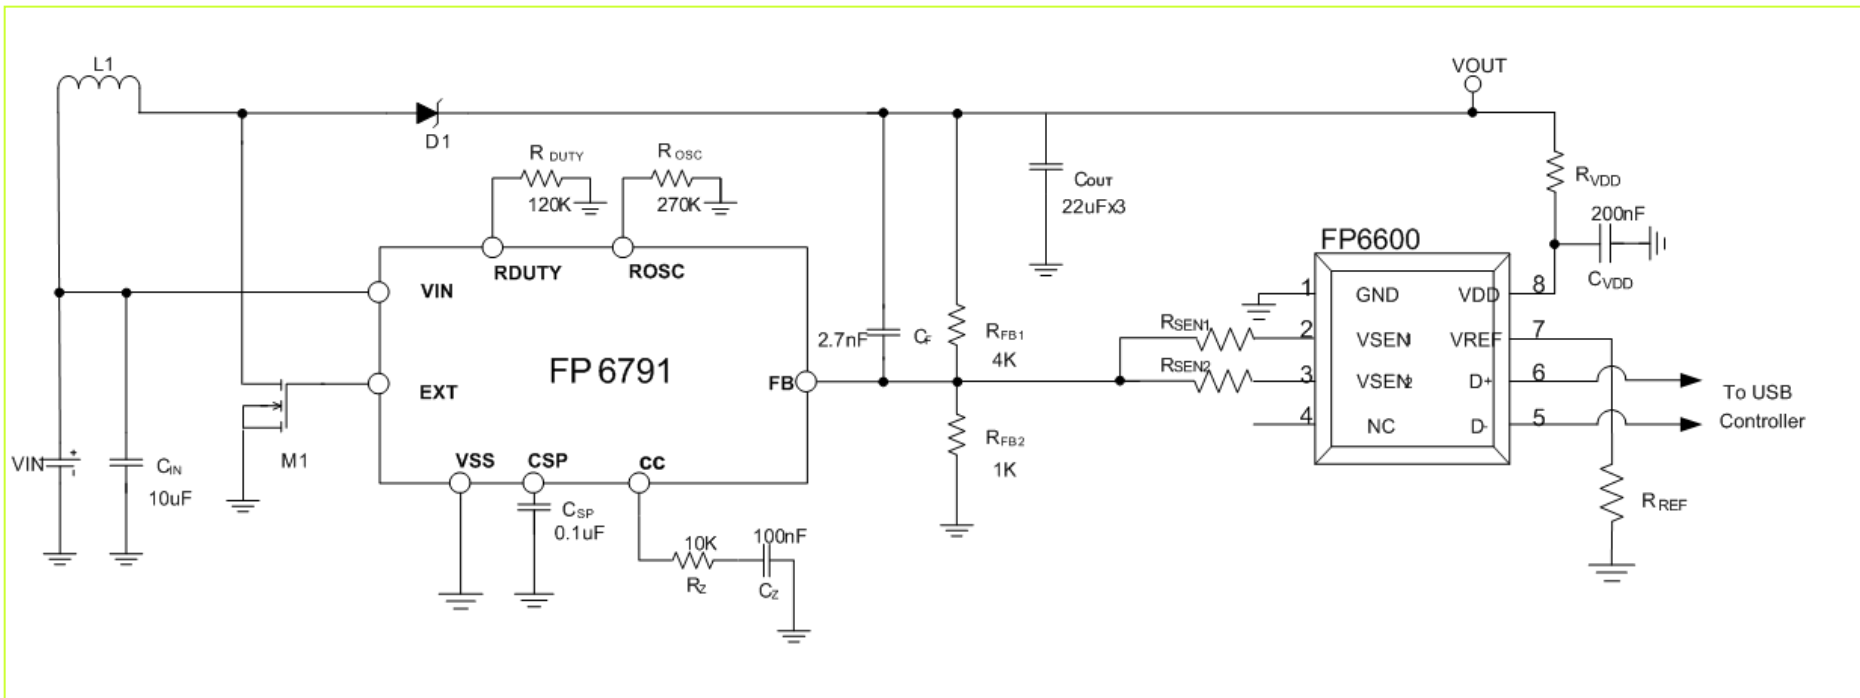 L1
VOUT
D1
R DUTY
120K
R OSC
270K
COUT
22uFx3
RVDD
200nF
CVDD
FP6600
RDUTY
ROSC
VIN
EXT
FP 6791
FB
VSS
CSP
CC
2.7nF
CF
RFB1
4K
RFB2
1K
RSEN1
RSEN2
1
2
3
4
GND
VSEN1
VSEN2
NC
VDD
VREF
D+
D-
8
7
6
5
To USB
Controller
RREF
VIN
+
-
CIN
10uF
M1
CSP
0.1uF
10K
RZ
100nF
CZ